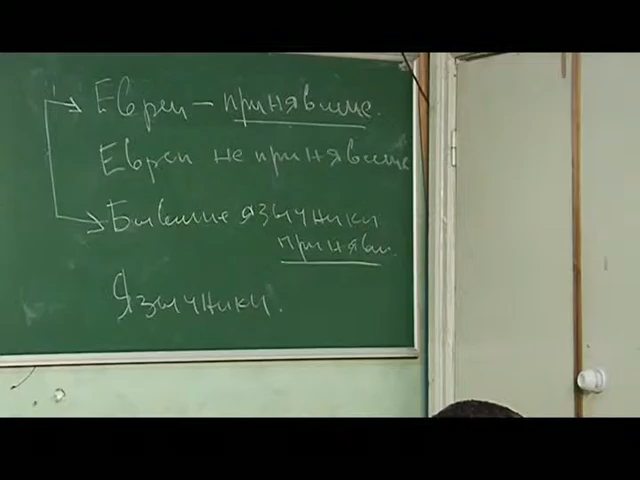 Евреи – принявшие.
Евреи не принявшие
Бывшие язычники
принявш.
Язычники.